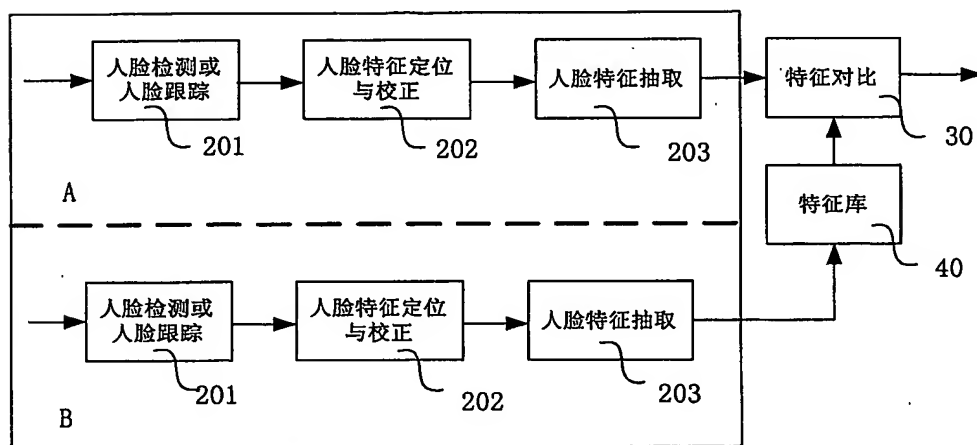 人脸检测或
人脸跟踪
201
人脸特征定位
与校正
202
人脸特征抽取
203
特征对比
30
A
特征库
40
人脸检测或
人脸跟踪
201
人脸特征定位
与校正
202
人脸特征抽取
203
B